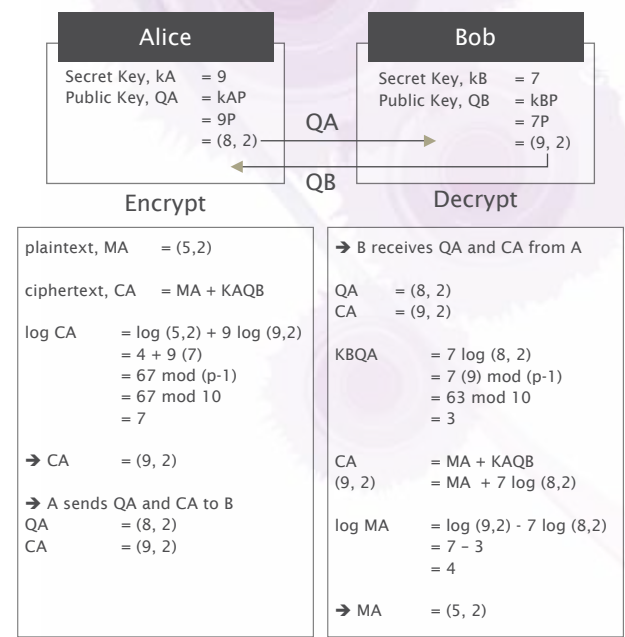 Alice
Secret Key, kA = 9
Public Key, QA = kAP
= 9P
= (8, 2)
Bob
Secret Key, kB = 7
Public Key, QB = kBP
= 7P
= (9, 2)
QA
QB
Encrypt
plaintext, MA = (5,2)
ciphertext, CA = MA + KAQB
log CA = log (5,2) + 9 log (9,2)
= 4 + 9 (7)
= 67 mod (p-1)
= 67 mod 10
= 7
➔ CA = (9, 2)
➔ A sends QA and CA to B
QA = (8, 2)
CA = (9, 2)
Decrypt
➔ B receives QA and CA from A
QA = (8, 2)
CA = (9, 2)
KBQA = 7 log (8, 2)
= 7 (9) mod (p-1)
= 63 mod 10
= 3
CA = MA + KAQB
(9, 2) = MA + 7 log (8,2)
log MA = log (9,2) - 7 log (8,2)
= 7 – 3
= 4
➔ MA = (5, 2)